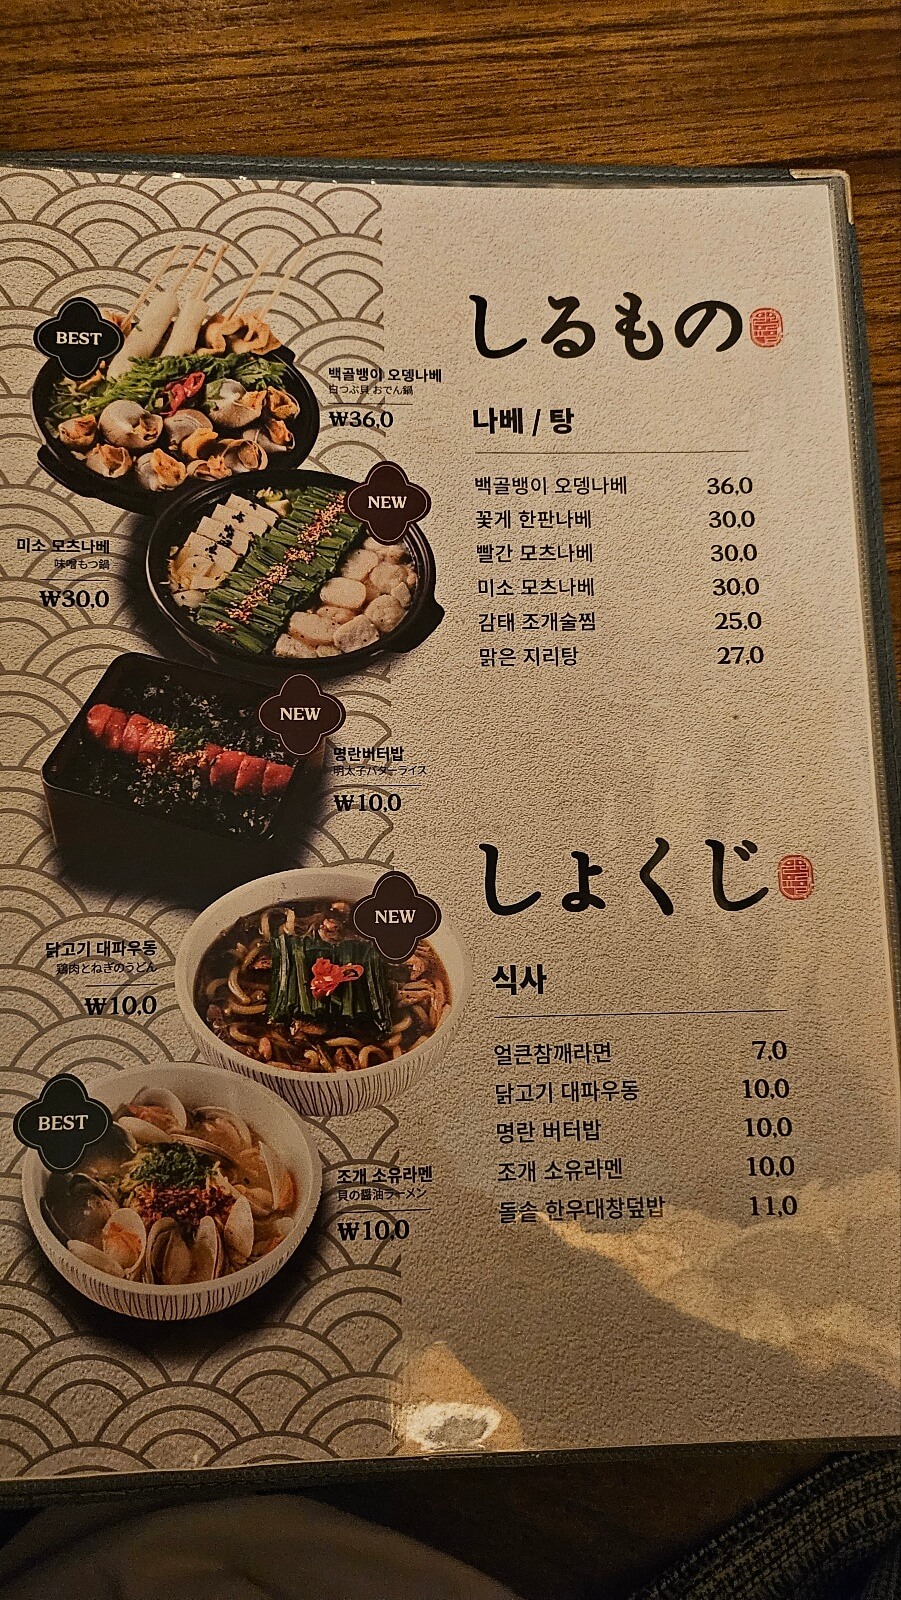 BEST
백골뱅이 오뎅나베
白つぶ貝 おでん鍋
₩36.0
NEW
미소 모츠나베
味噌もつ鍋
₩30.0
NEW
명란버터밥
明太子バターライス
₩10.0
NEW
닭고기 대파우동
鶏肉とねぎのうどん
₩10.0
BEST
조개 소유라멘
貝の醤油ラーメン
₩10.0
しるもの
나베 / 탕
백골뱅이 오뎅나베 36.0
꽃게 한판나베 30.0
빨간 모츠나베 30.0
미소 모츠나베 30.0
감태 조개술찜 25.0
맑은 지리탕 27.0
しょくじ
식사
얼큰참깨라면 7.0
닭고기 대파우동 10.0
명란 버터밥 10.0
조개 소유라멘 10.0
돌솥 한우대창덮밥 11.0